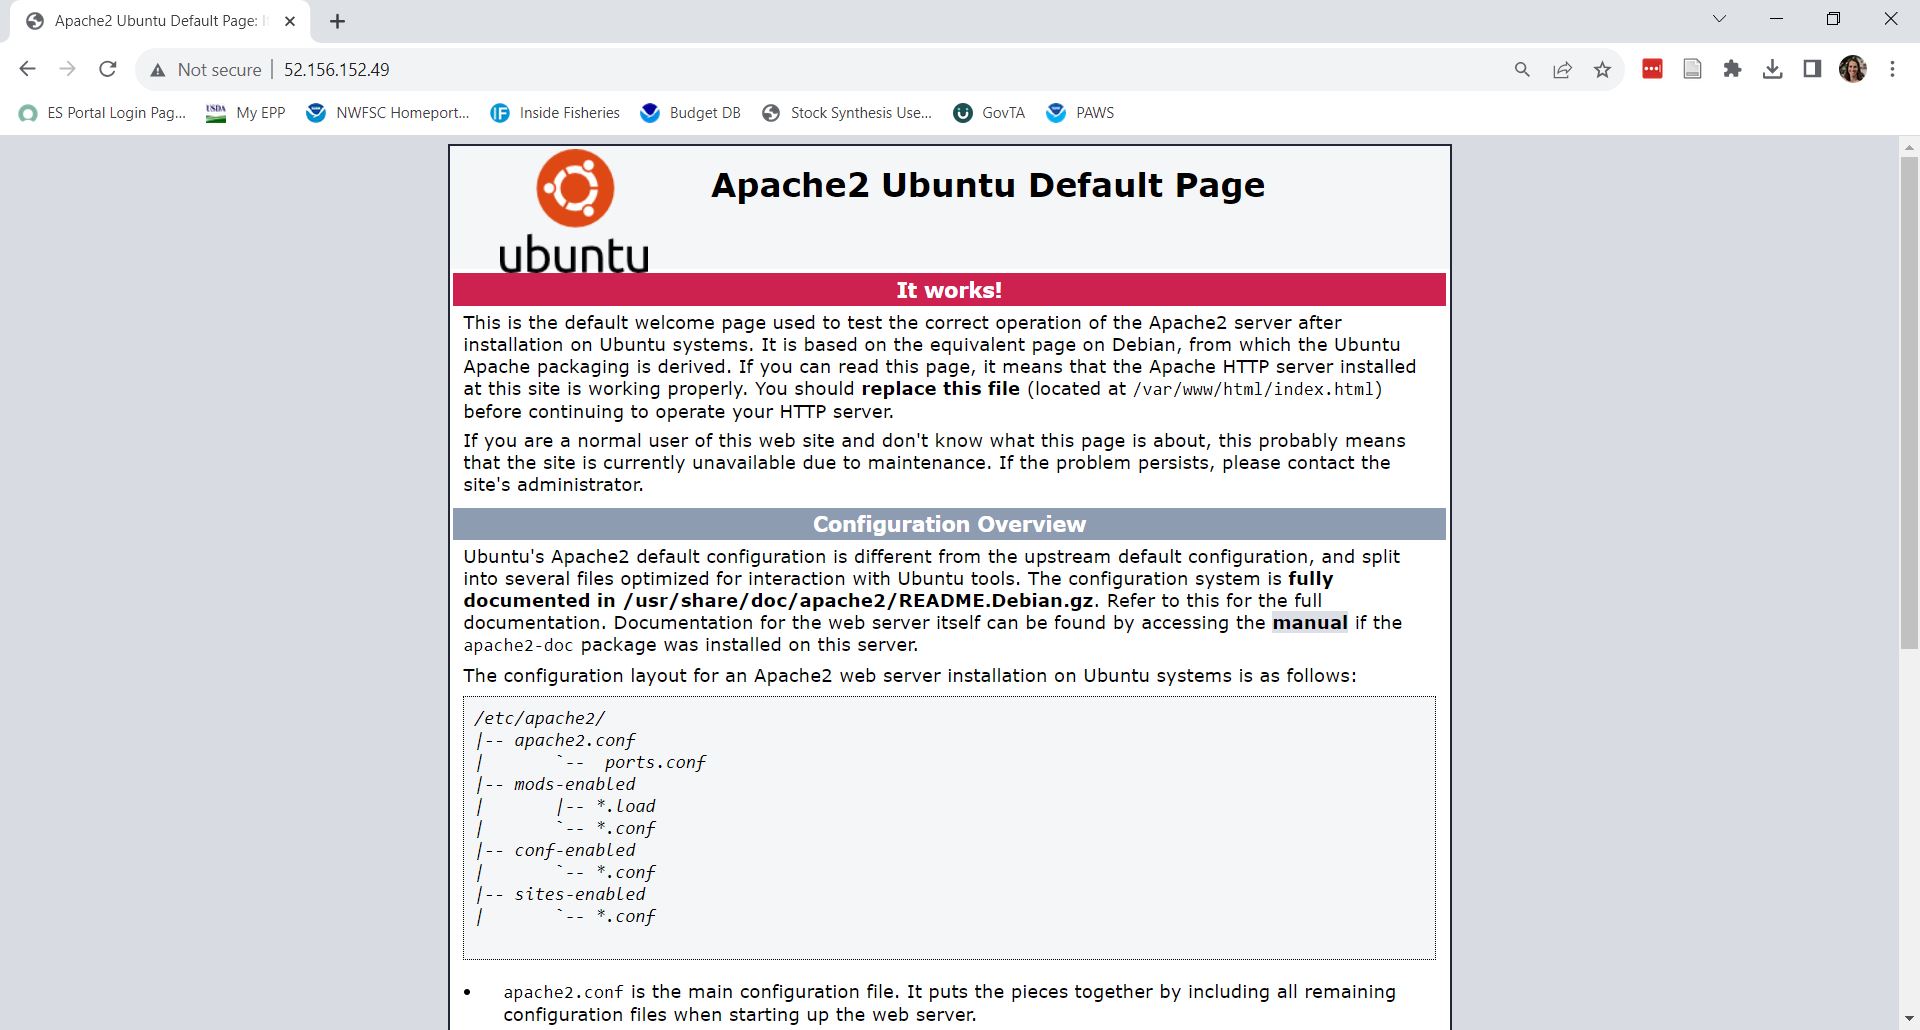 Apache2 Ubuntu Default Page: I
Not secure | 52.156.152.49
ES Portal Login Pag... My EPP NWFSC Homeport... Inside Fisheries Budget DB Stock Synthesis Use... GovTA PAWS
USDA
IF
ubuntu
Apache2 Ubuntu Default Page
It works!
This is the default welcome page used to test the correct operation of the Apache2 server after
installation on Ubuntu systems. It is based on the equivalent page on Debian, from which the Ubuntu
Apache packaging is derived. If you can read this page, it means that the Apache HTTP server installed
at this site is working properly. You should replace this file (located at /var/www/html/index.html)
before continuing to operate your HTTP server.
If you are a normal user of this web site and don't know what this page is about, this probably means
that the site is currently unavailable due to maintenance. If the problem persists, please contact the
site's administrator.
Configuration Overview
Ubuntu's Apache2 default configuration is different from the upstream default configuration, and split
into several files optimized for interaction with Ubuntu tools. The configuration system is fully
documented in /usr/share/doc/apache2/README.Debian.gz. Refer to this for the full
documentation. Documentation for the web server itself can be found by accessing the manual if the
apache2-doc package was installed on this server.
The configuration layout for an Apache2 web server installation on Ubuntu systems is as follows:
/etc/apache2/
|-- apache2.conf
|       `--  ports.conf
|-- mods-enabled
|       |-- *.load
|       `-- *.conf
|-- conf-enabled
|       `-- *.conf
|-- sites-enabled
|       `-- *.conf
• apache2.conf is the main configuration file. It puts the pieces together by including all remaining
configuration files when starting up the web server.